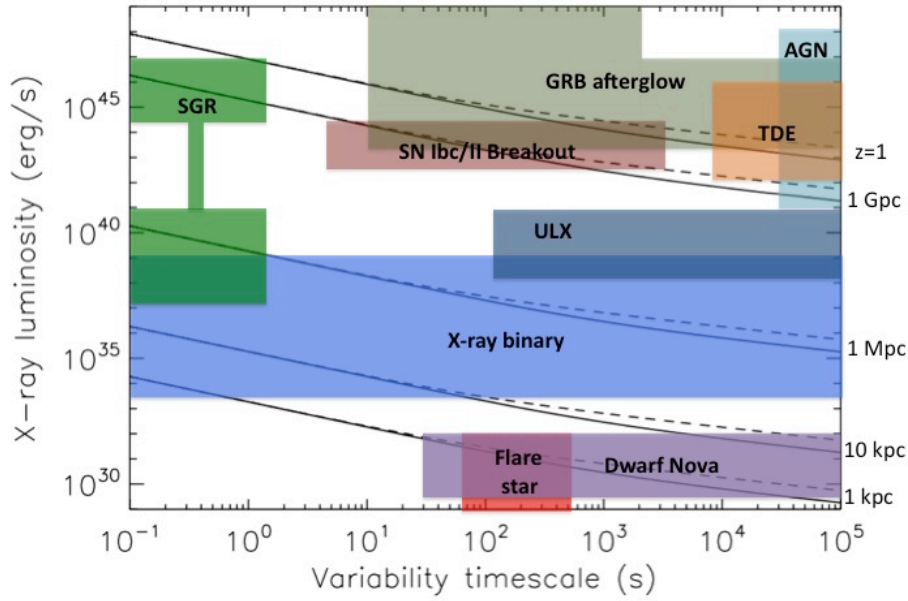 AGN
GRB afterglow
SGR
TDE
SN Ibc/II Breakout
z=1
1 Gpc
ULX
X-ray binary
1 Mpc
Flare
star
Dwarf Nova
10 kpc
1 kpc
X-ray luminosity (erg/s)
10^45
10^40
10^35
10^30
10^-1 10^0 10^1 10^2 10^3 10^4 10^5
Variability timescale (s)